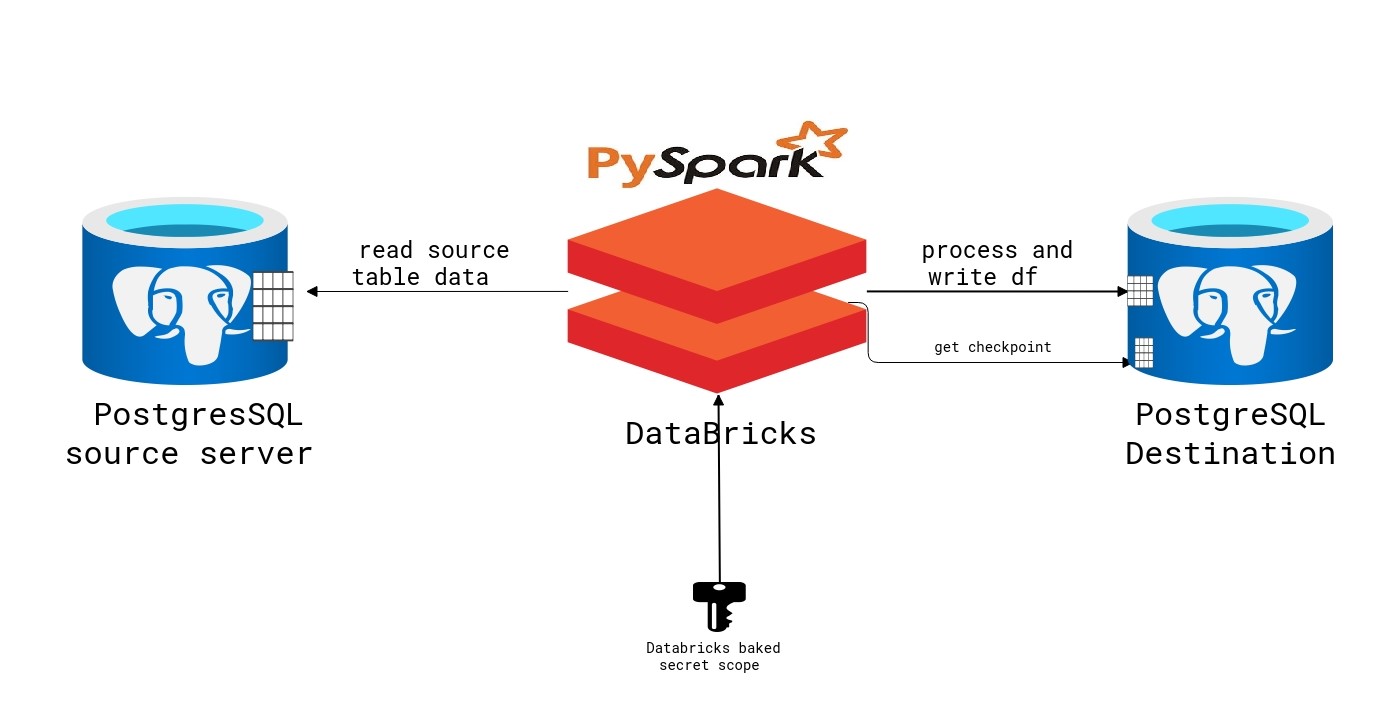 PySpark
read source
table data
process and
write df
get checkpoint
PostgresSQL
source server
DataBricks
PostgreSQL
Destination
Databricks baked
secret scope